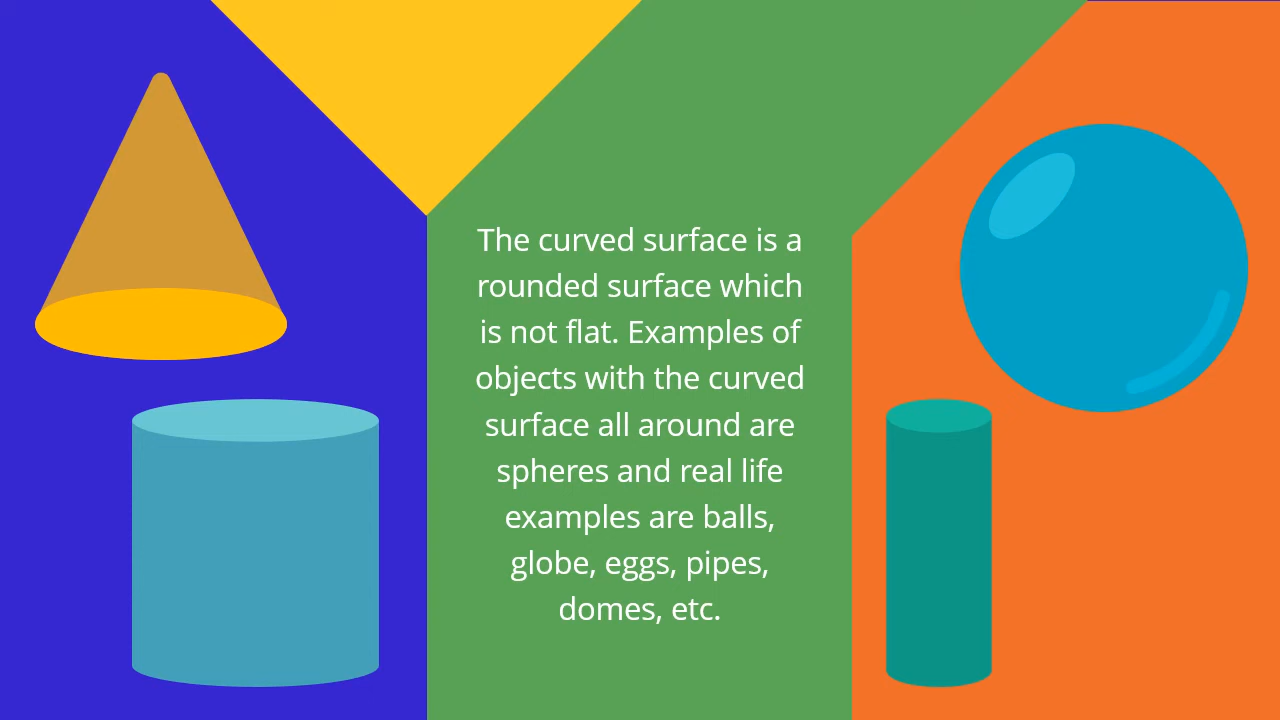 The curved surface is a
rounded surface which
is not flat. Examples of
objects with the curved
surface all around are
spheres and real life
examples are balls,
globe, eggs, pipes,
domes, etc.